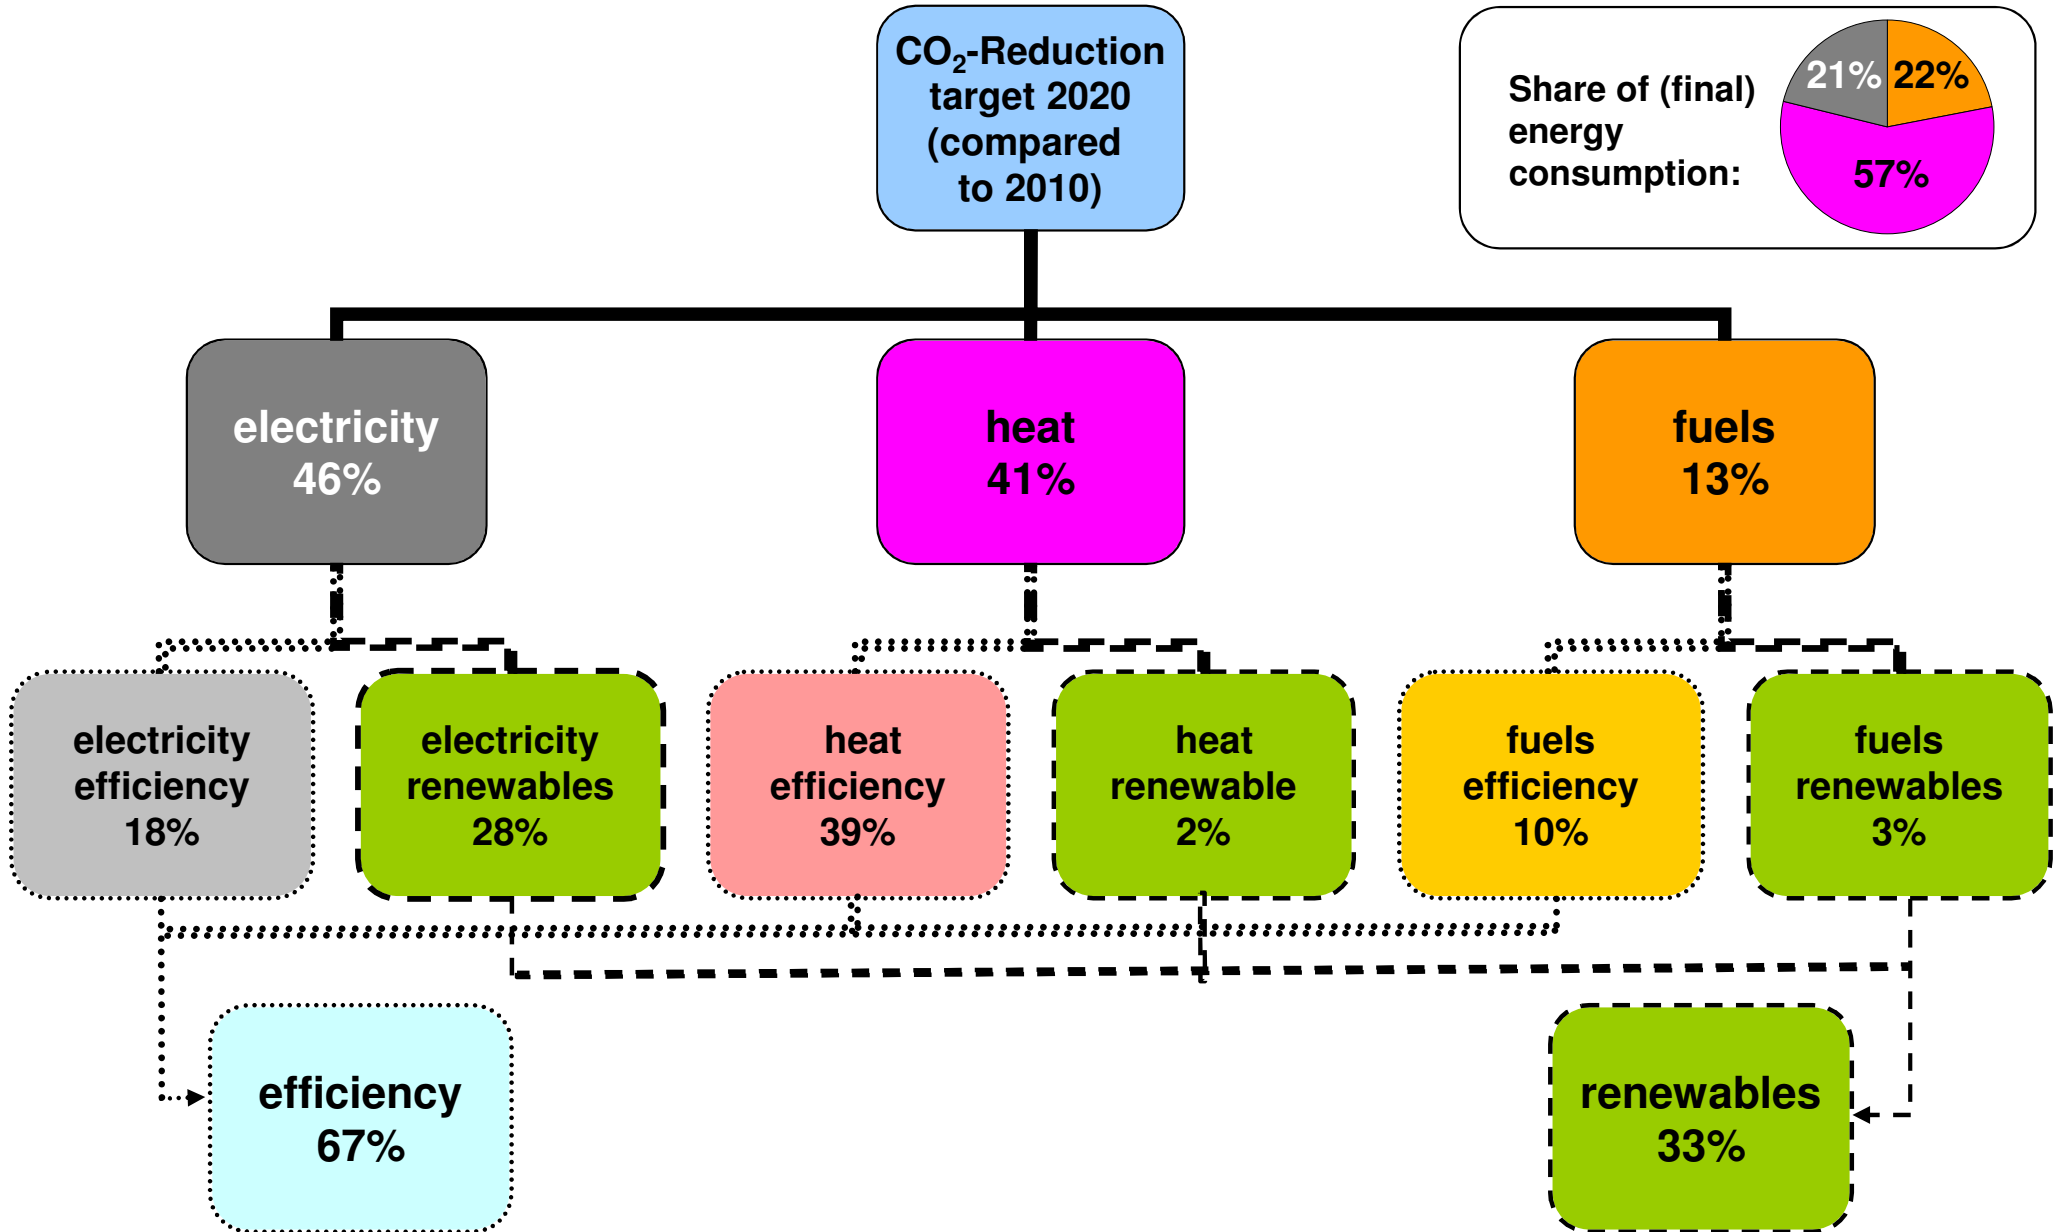 CO₂-Reduction
target 2020
(compared
to 2010)
Share of (final)
energy
consumption:
21%
22%
57%
electricity
46%
heat
41%
fuels
13%
electricity
efficiency
18%
electricity
renewables
28%
heat
efficiency
39%
heat
renewable
2%
fuels
efficiency
10%
fuels
renewables
3%
efficiency
67%
renewables
33%